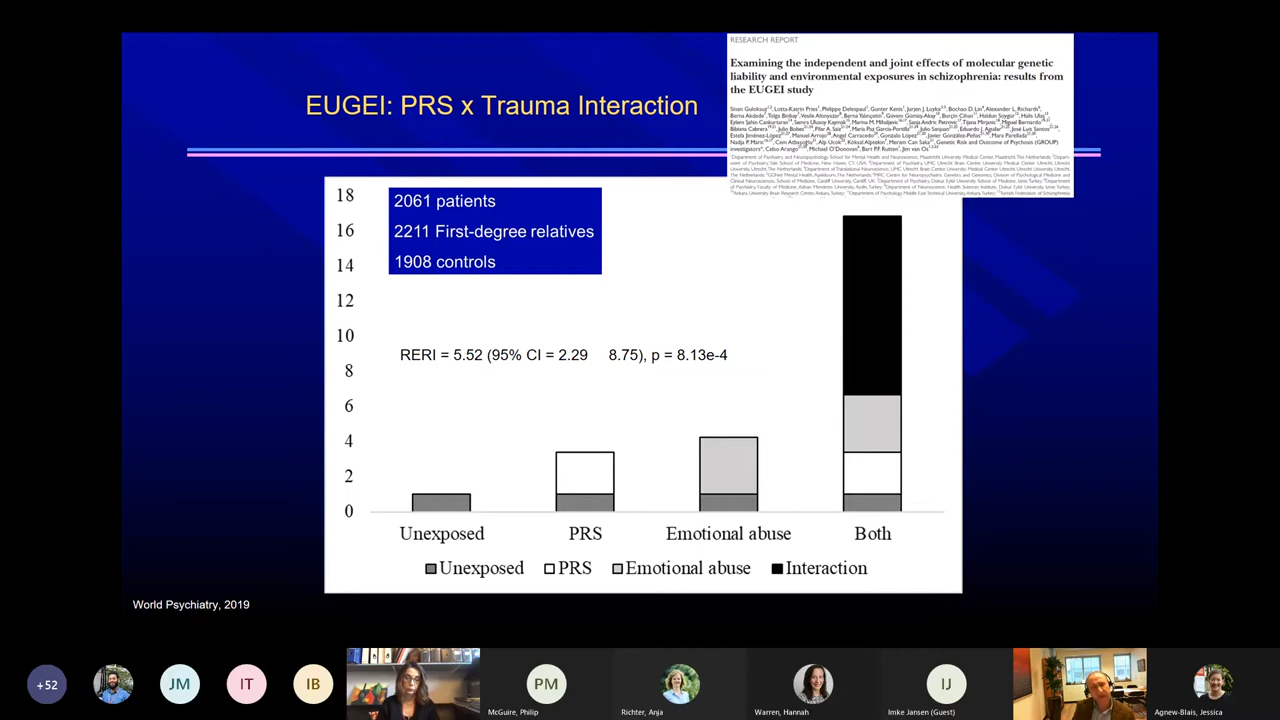 RESEARCH REPORT
Examining the independent and joint effects of molecular genetic
liability and environmental exposures in schizophrenia: results from
the EUGEI study
EUGEI: PRS x Trauma Interaction
18
16
14
12
10
8
6
4
2
0
2061 patients
2211 First-degree relatives
1908 controls
RERI = 5.52 (95% CI = 2.29 8.75), p = 8.13e-4
Unexposed PRS Emotional abuse Both
Unexposed PRS Emotional abuse Interaction
World Psychiatry, 2019
+52
JM
IT
IB
PM
McGuire, Philip
Richter, Anja
Warren, Hannah
IJ
Imke Jansen (Guest)
Agnew-Blais, Jessica